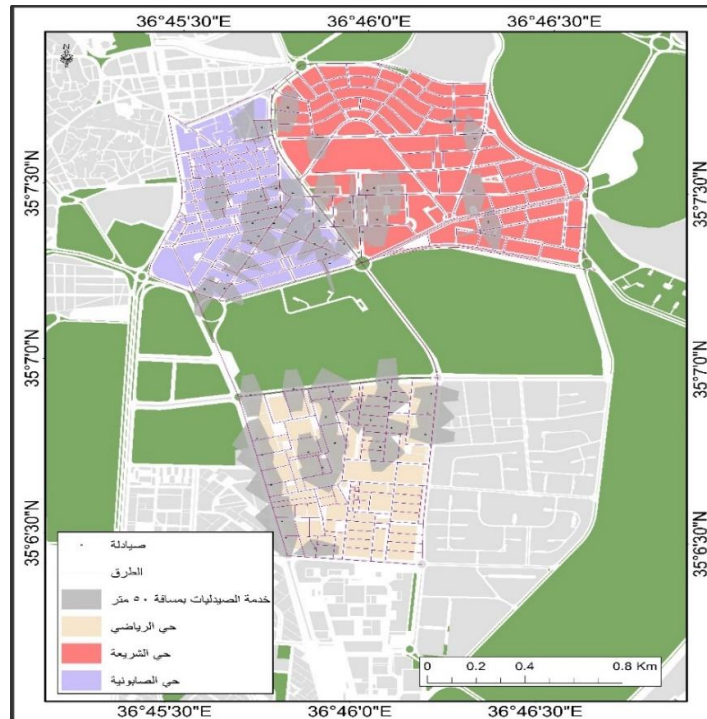 36°45'30"E 36°46'0"E 36°46'30"E
35°7'30"N 35°7'30"N
35°7'0"N 35°7'0"N
35°6'30"N 35°6'30"N
صيادلة
الطرق
خدمة الصيدليات بمسافة ٥٠ متر
حي الرياضي
حي الشريعة
حي الصابونية
0 0.2 0.4 0.8 Km
36°45'30"E 36°46'0"E 36°46'30"E